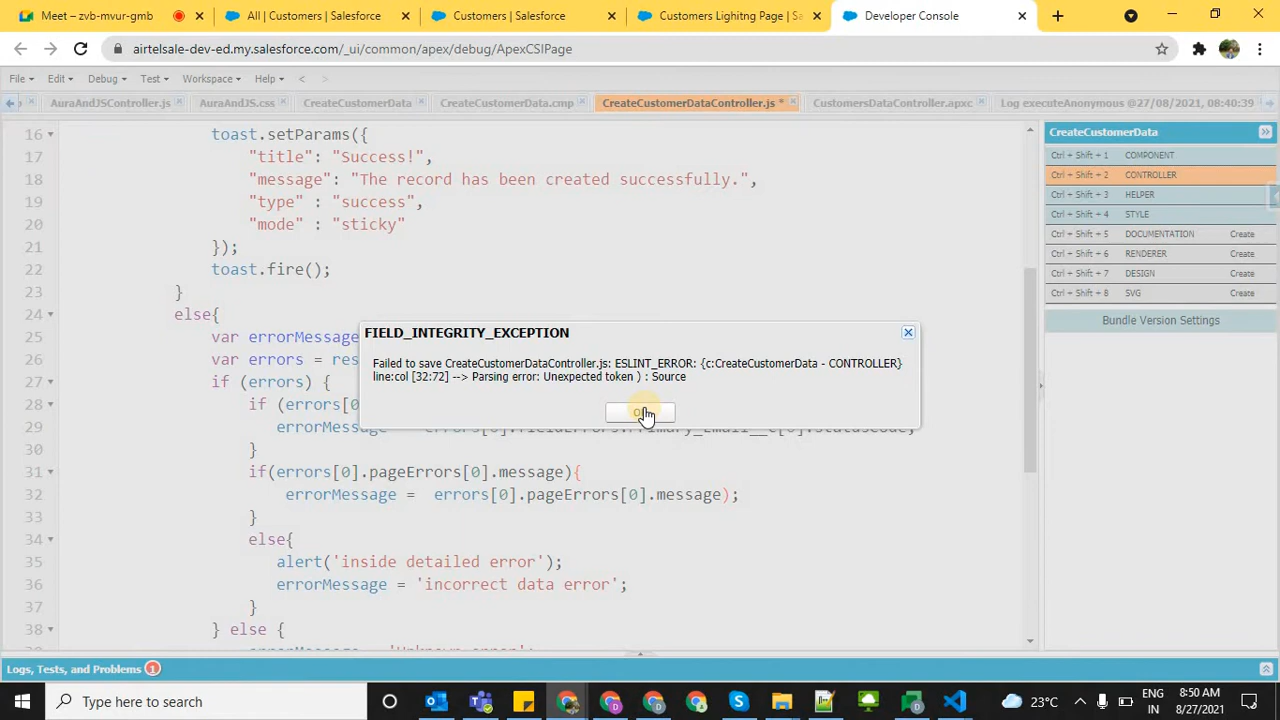 Meet – zvb-mvur-gmb
All | Customers | Salesforce
Customers | Salesforce
Customers Lighitng Page | Sa
Developer Console
airtelsale-dev-ed.my.salesforce.com/_ui/common/apex/debug/ApexCSIPage
File Edit Debug Test Workspace Help < >
AuraAndJSController.js AuraAndJS.css CreateCustomerData CreateCustomerData.cmp CreateCustomerDataController.js * CustomersDataController.apxc Log executeAnonymous @27/08/2021, 08:40:39
CreateCustomerData
Ctrl + Shift + 1 COMPONENT
Ctrl + Shift + 2 CONTROLLER
Ctrl + Shift + 3 HELPER
Ctrl + Shift + 4 STYLE
Ctrl + Shift + 5 DOCUMENTATION Create
Ctrl + Shift + 6 RENDERER Create
Ctrl + Shift + 7 DESIGN Create
Ctrl + Shift + 8 SVG Create
Bundle Version Settings
16 toast.setParams({
17 "title": "Success!",
18 "message": "The record has been created successfully.",
19 "type" : "success",
20 "mode" : "sticky"
21 });
22 toast.fire();
23 }
24 else{
25 var errorMessage
26 var errors = res
27 if (errors) {
28 if (errors[0
29 errorMessage
30 }
31 if(errors[0].pageErrors[0].message){
32 errorMessage = errors[0].pageErrors[0].message);
33 }
34 else{
35 alert('inside detailed error');
36 errorMessage = 'incorrect data error';
37 }
38 } else {
FIELD_INTEGRITY_EXCEPTION
Failed to save CreateCustomerDataController.js: ESLINT_ERROR: {c:CreateCustomerData - CONTROLLER}
line:col [32:72] --> Parsing error: Unexpected token ) : Source
Logs, Tests, and Problems 1
Type here to search
23°C
ENG
IN
8:50 AM
8/27/2021